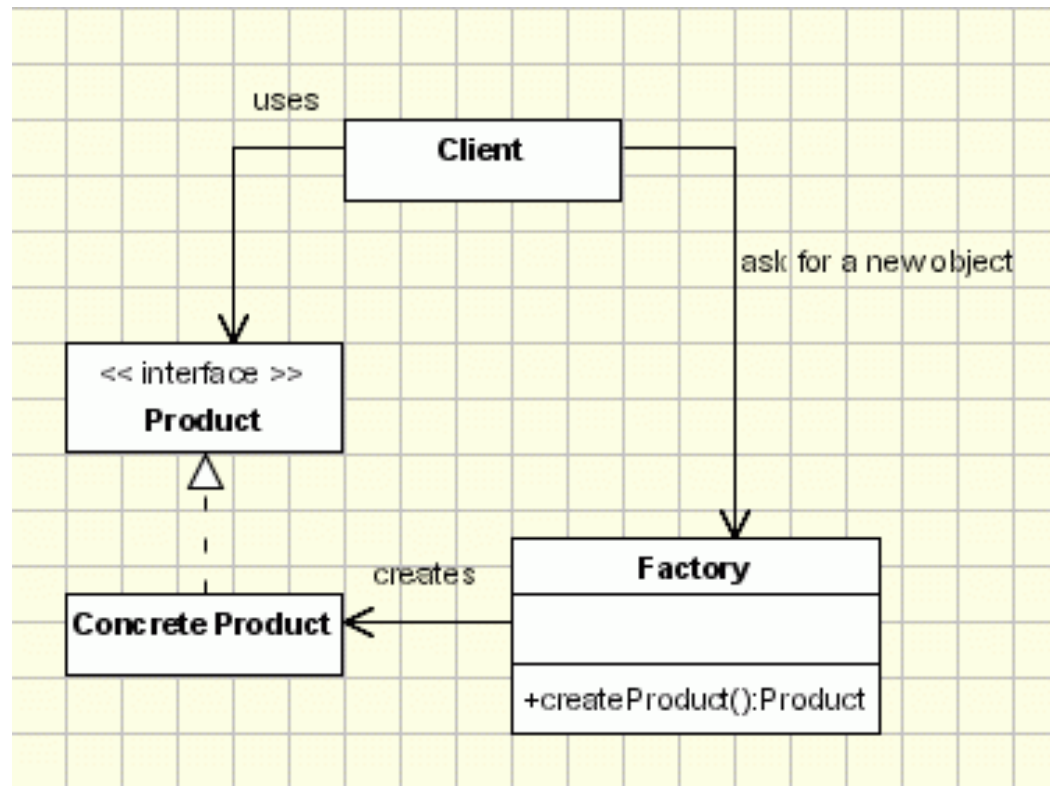 uses
Client
ask for a new object
<< interface >>
Product
creates
Factory
Concrete Product
+createProduct():Product